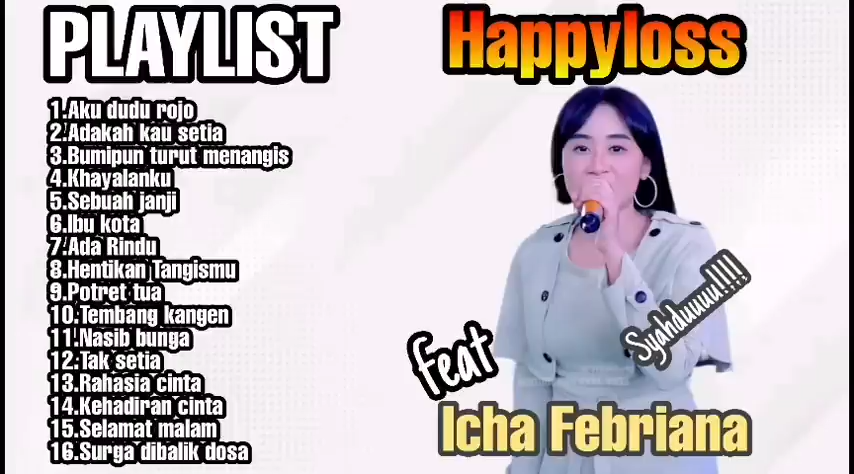 PLAYLIST
1.Aku dudu rojo
2.Adakah kau setia
3.Bumipun turut menangis
4.Khayalanku
5.Sebuah janji
6.Ibu kota
7.Ada Rindu
8.Hentikan Tangismu
9.Potret tua
10.Tembang kangen
11.Nasib bunga
12.Tak setia
13.Rahasia cinta
14.Kehadiran cinta
15.Selamat malam
16.Surga dibalik dosa
Happyloss
Syahduuuu!!!!
feat
Icha Febriana